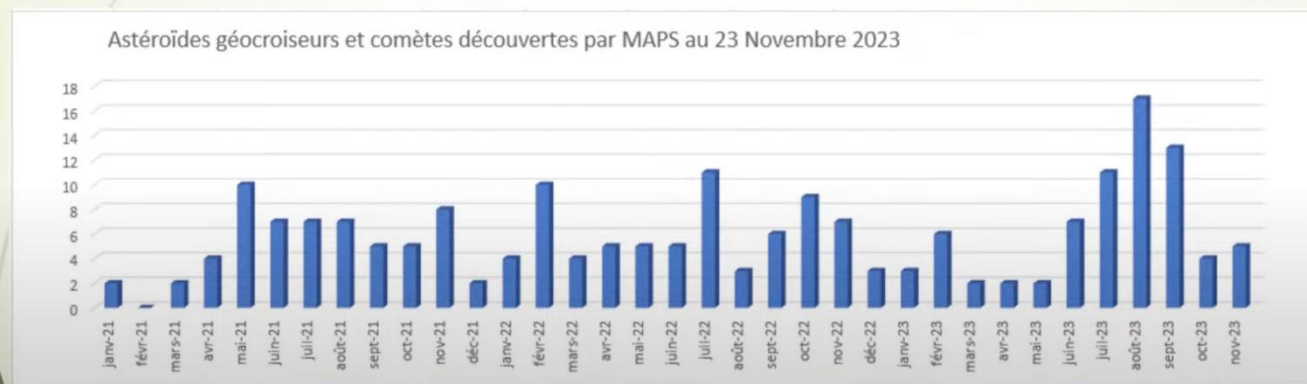 Astéroïdes géocroiseurs et comètes découvertes par MAPS au 23 Novembre 2023
18
16
14
12
10
8
6
4
2
0
janv-21
févr-21
mars-21
avr-21
mai-21
juin-21
juil-21
août-21
sept-21
oct-21
nov-21
déc-21
janv-22
févr-22
mars-22
avr-22
mai-22
juin-22
juil-22
août-22
sept-22
oct-22
nov-22
déc-22
janv-23
févr-23
mars-23
avr-23
mai-23
juin-23
juil-23
août-23
sept-23
oct-23
nov-23